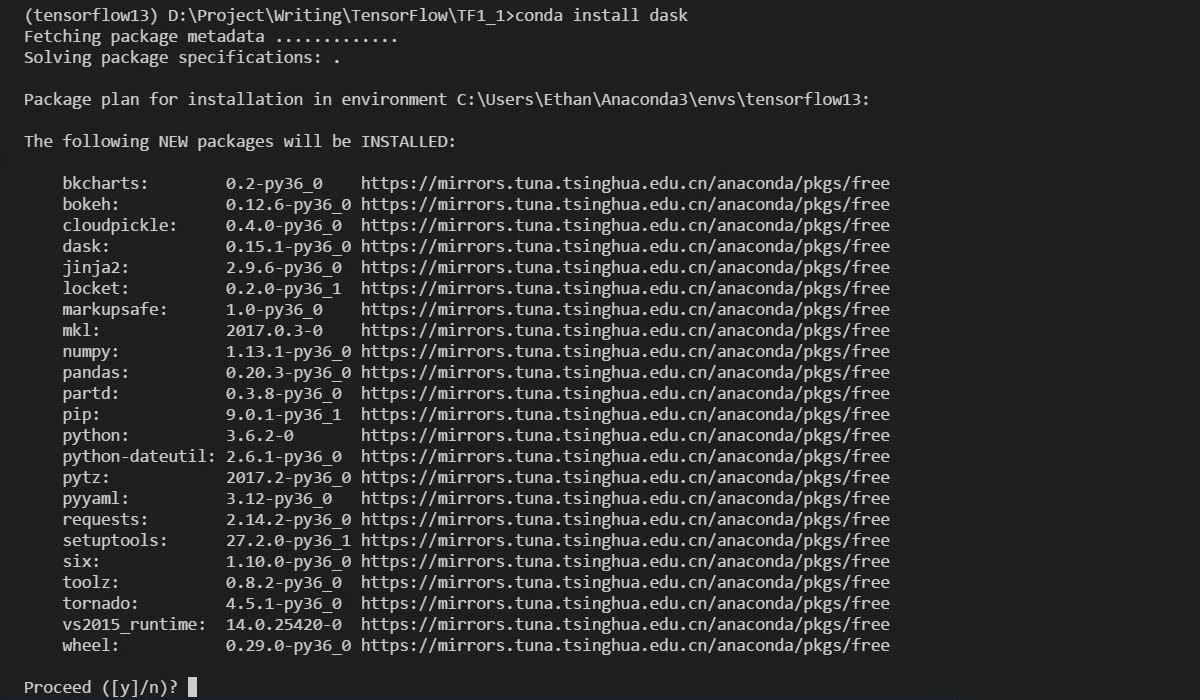 (tensorflow13) D:\Project\Writing\TensorFlow\TF1_1>conda install dask
Fetching package metadata .............
Solving package specifications: .
Package plan for installation in environment C:\Users\Ethan\Anaconda3\envs\tensorflow13:
The following NEW packages will be INSTALLED:
bkcharts: 0.2-py36_0 https://mirrors.tuna.tsinghua.edu.cn/anaconda/pkgs/free
bokeh: 0.12.6-py36_0 https://mirrors.tuna.tsinghua.edu.cn/anaconda/pkgs/free
cloudpickle: 0.4.0-py36_0 https://mirrors.tuna.tsinghua.edu.cn/anaconda/pkgs/free
dask: 0.15.1-py36_0 https://mirrors.tuna.tsinghua.edu.cn/anaconda/pkgs/free
jinja2: 2.9.6-py36_0 https://mirrors.tuna.tsinghua.edu.cn/anaconda/pkgs/free
locket: 0.2.0-py36_1 https://mirrors.tuna.tsinghua.edu.cn/anaconda/pkgs/free
markupsafe: 1.0-py36_0 https://mirrors.tuna.tsinghua.edu.cn/anaconda/pkgs/free
mkl: 2017.0.3-0 https://mirrors.tuna.tsinghua.edu.cn/anaconda/pkgs/free
numpy: 1.13.1-py36_0 https://mirrors.tuna.tsinghua.edu.cn/anaconda/pkgs/free
pandas: 0.20.3-py36_0 https://mirrors.tuna.tsinghua.edu.cn/anaconda/pkgs/free
partd: 0.3.8-py36_0 https://mirrors.tuna.tsinghua.edu.cn/anaconda/pkgs/free
pip: 9.0.1-py36_1 https://mirrors.tuna.tsinghua.edu.cn/anaconda/pkgs/free
python: 3.6.2-0 https://mirrors.tuna.tsinghua.edu.cn/anaconda/pkgs/free
python-dateutil: 2.6.1-py36_0 https://mirrors.tuna.tsinghua.edu.cn/anaconda/pkgs/free
pytz: 2017.2-py36_0 https://mirrors.tuna.tsinghua.edu.cn/anaconda/pkgs/free
pyyaml: 3.12-py36_0 https://mirrors.tuna.tsinghua.edu.cn/anaconda/pkgs/free
requests: 2.14.2-py36_0 https://mirrors.tuna.tsinghua.edu.cn/anaconda/pkgs/free
setuptools: 27.2.0-py36_1 https://mirrors.tuna.tsinghua.edu.cn/anaconda/pkgs/free
six: 1.10.0-py36_0 https://mirrors.tuna.tsinghua.edu.cn/anaconda/pkgs/free
toolz: 0.8.2-py36_0 https://mirrors.tuna.tsinghua.edu.cn/anaconda/pkgs/free
tornado: 4.5.1-py36_0 https://mirrors.tuna.tsinghua.edu.cn/anaconda/pkgs/free
vs2015_runtime: 14.0.25420-0 https://mirrors.tuna.tsinghua.edu.cn/anaconda/pkgs/free
wheel: 0.29.0-py36_0 https://mirrors.tuna.tsinghua.edu.cn/anaconda/pkgs/free
Proceed ([y]/n)?